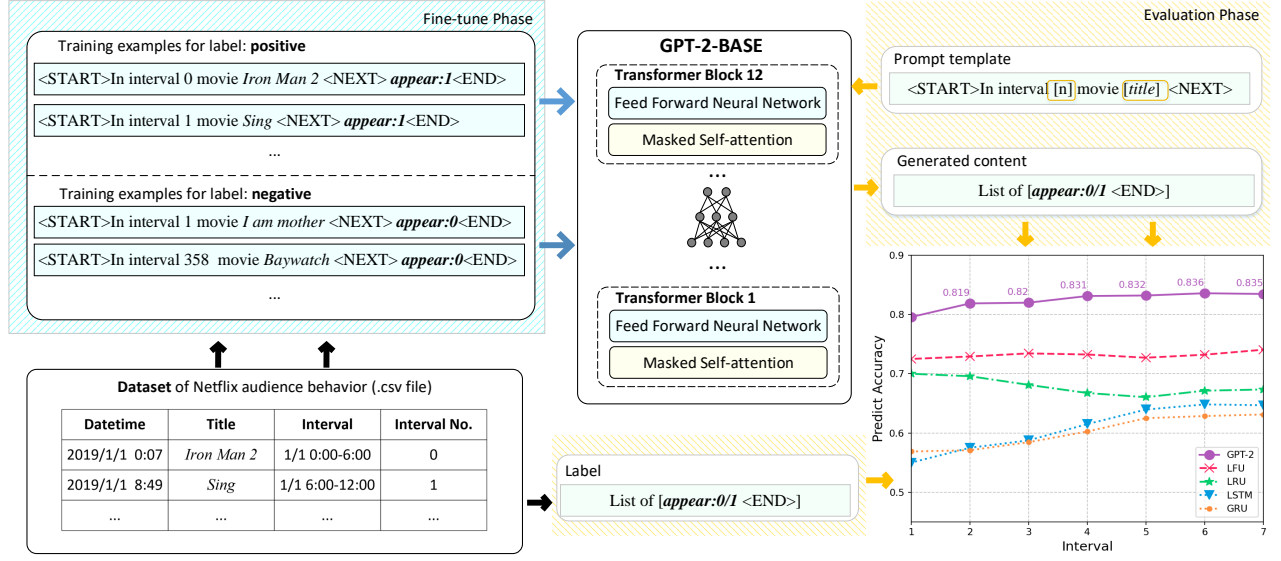 Fine-tune Phase
Training examples for label: positive
<START>In interval 0 movie Iron Man 2 <NEXT> appear:1<END>
<START>In interval 1 movie Sing <NEXT> appear:1<END>
...
Training examples for label: negative
<START>In interval 1 movie I am mother <NEXT> appear:0<END>
<START>In interval 358 movie Baywatch <NEXT> appear:0<END>
...
Dataset of Netflix audience behavior (.csv file)
Datetime Title Interval Interval No.
2019/1/1 0:07 Iron Man 2 1/1 0:00-6:00 0
2019/1/1 8:49 Sing 1/1 6:00-12:00 1
... ... ... ...
GPT-2-BASE
Transformer Block 12
Feed Forward Neural Network
Masked Self-attention
...
...
Transformer Block 1
Feed Forward Neural Network
Masked Self-attention
Label
List of [appear:0/1 <END>]
Evaluation Phase
Prompt template
<START>In interval [n] movie [title] <NEXT>
Generated content
List of [appear:0/1 <END>]
Predict Accuracy
0.9
0.8
0.7
0.6
0.5
0.819
0.82
0.831
0.832
0.836
0.835
GPT-2
LFU
LRU
LSTM
GRU
1 2 3 4 5 6 7
Interval